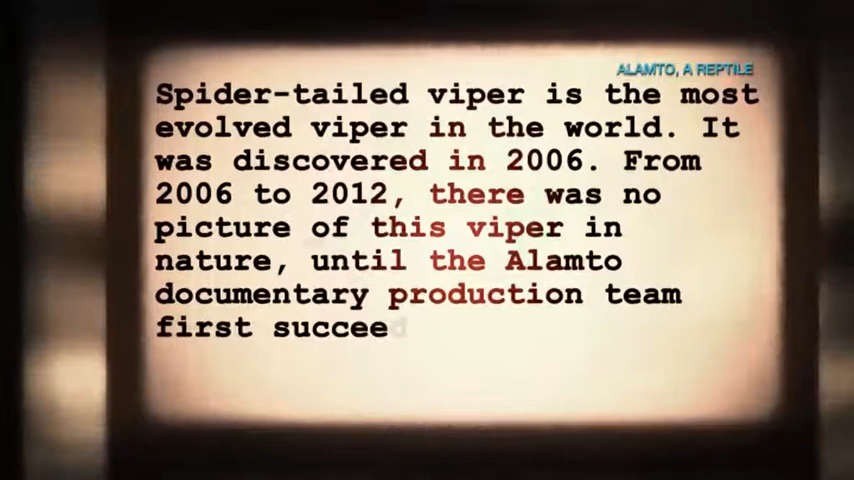 ALAMTO, A REPTILE
Spider-tailed viper is the most
evolved viper in the world. It
was discovered in 2006. From
2006 to 2012, there was no
picture of this viper in
nature, until the Alamto
documentary production team
first succeed